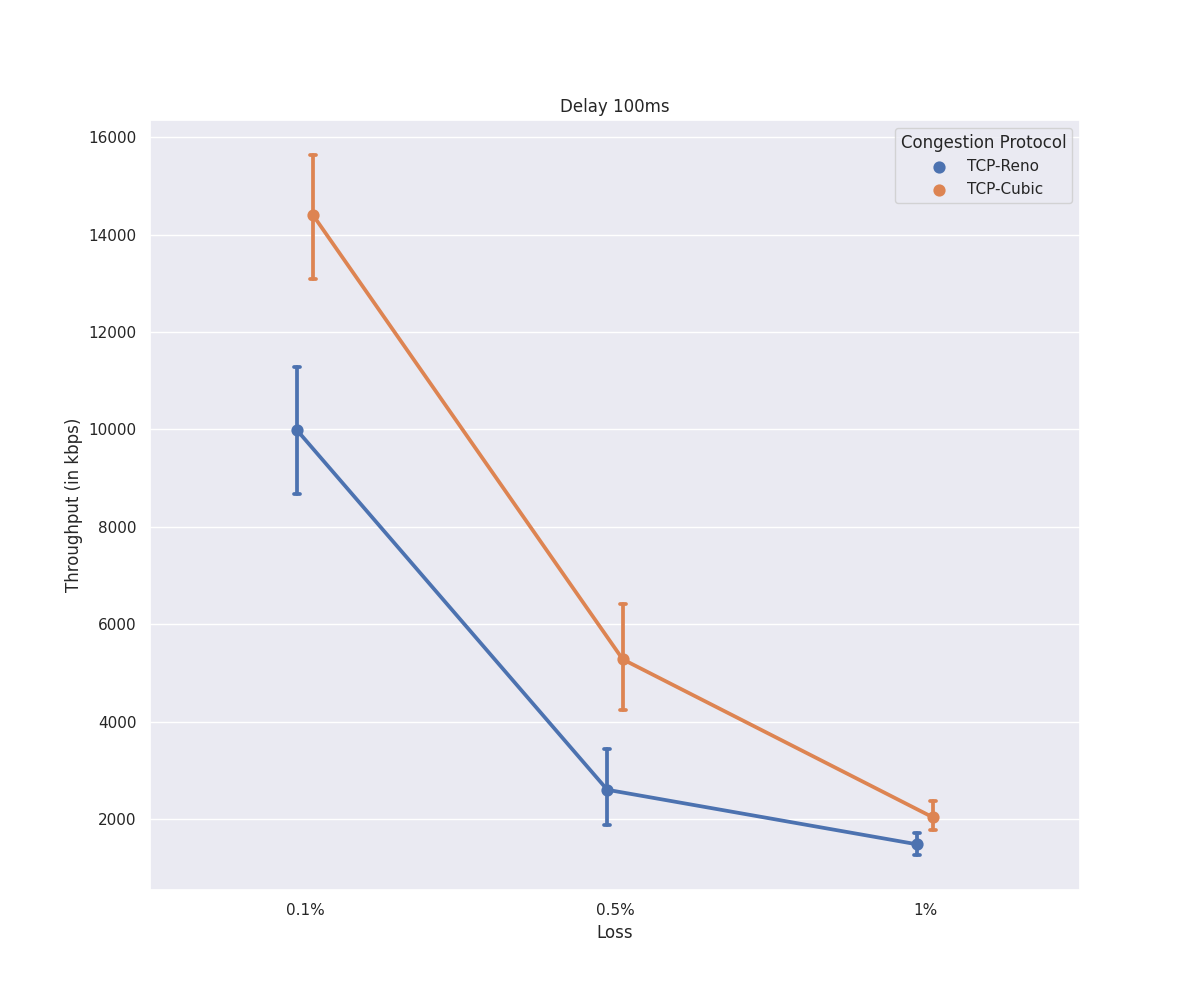 Delay 100ms
Congestion Protocol
TCP-Reno
TCP-Cubic
16000
14000
12000
10000
8000
6000
4000
2000
Throughput (in kbps)
0.1%
0.5%
1%
Loss